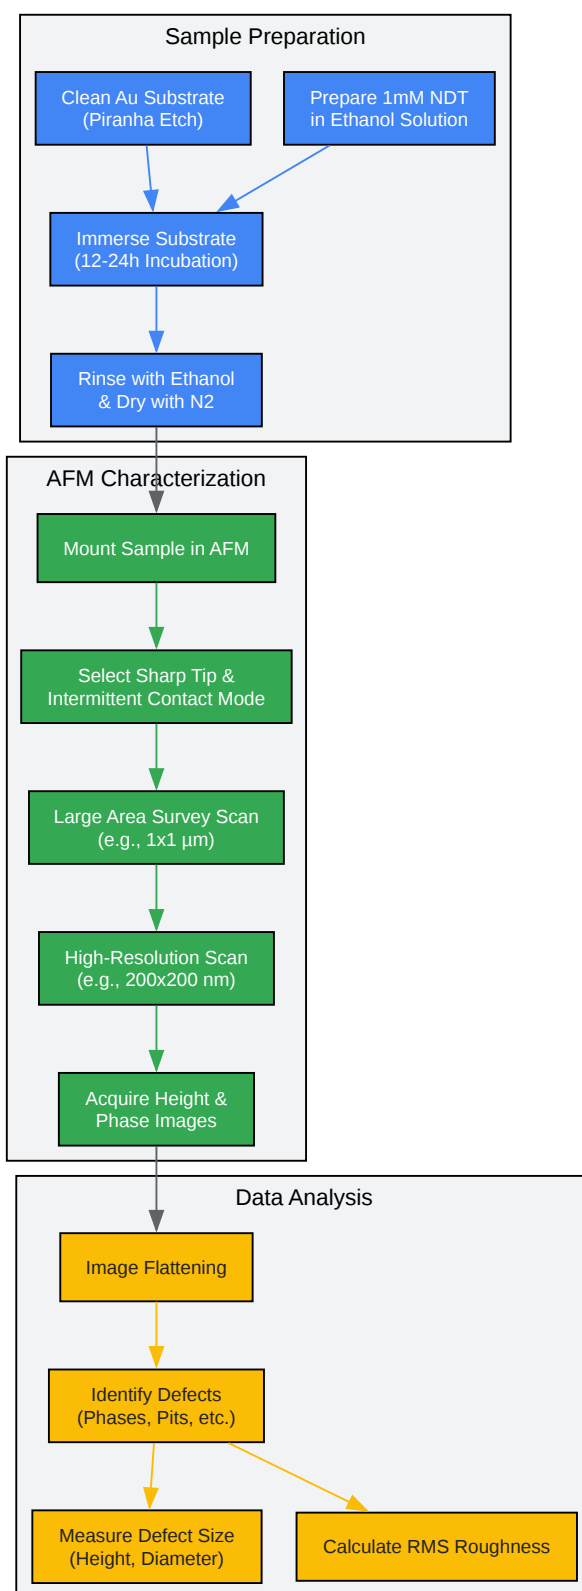 Sample Preparation
Clean Au Substrate
(Piranha Etch)
Prepare 1mM NDT
in Ethanol Solution
Immerse Substrate
(12-24h Incubation)
Rinse with Ethanol
& Dry with N2
AFM Characterization
Mount Sample in AFM
Select Sharp Tip &
Intermittent Contact Mode
Large Area Survey Scan
(e.g., 1x1 µm)
High-Resolution Scan
(e.g., 200x200 nm)
Acquire Height &
Phase Images
Data Analysis
Image Flattening
Identify Defects
(Phases, Pits, etc.)
Measure Defect Size
(Height, Diameter)
Calculate RMS Roughness